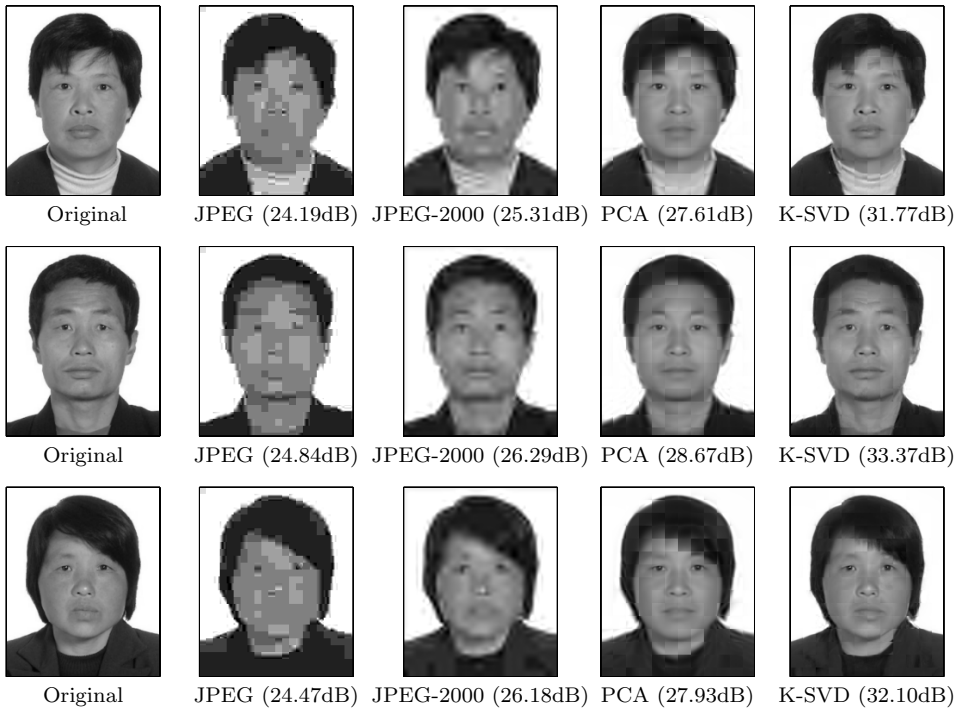 Original JPEG (24.19dB) JPEG-2000 (25.31dB) PCA (27.61dB) K-SVD (31.77dB)
Original JPEG (24.84dB) JPEG-2000 (26.29dB) PCA (28.67dB) K-SVD (33.37dB)
Original JPEG (24.47dB) JPEG-2000 (26.18dB) PCA (27.93dB) K-SVD (32.10dB)